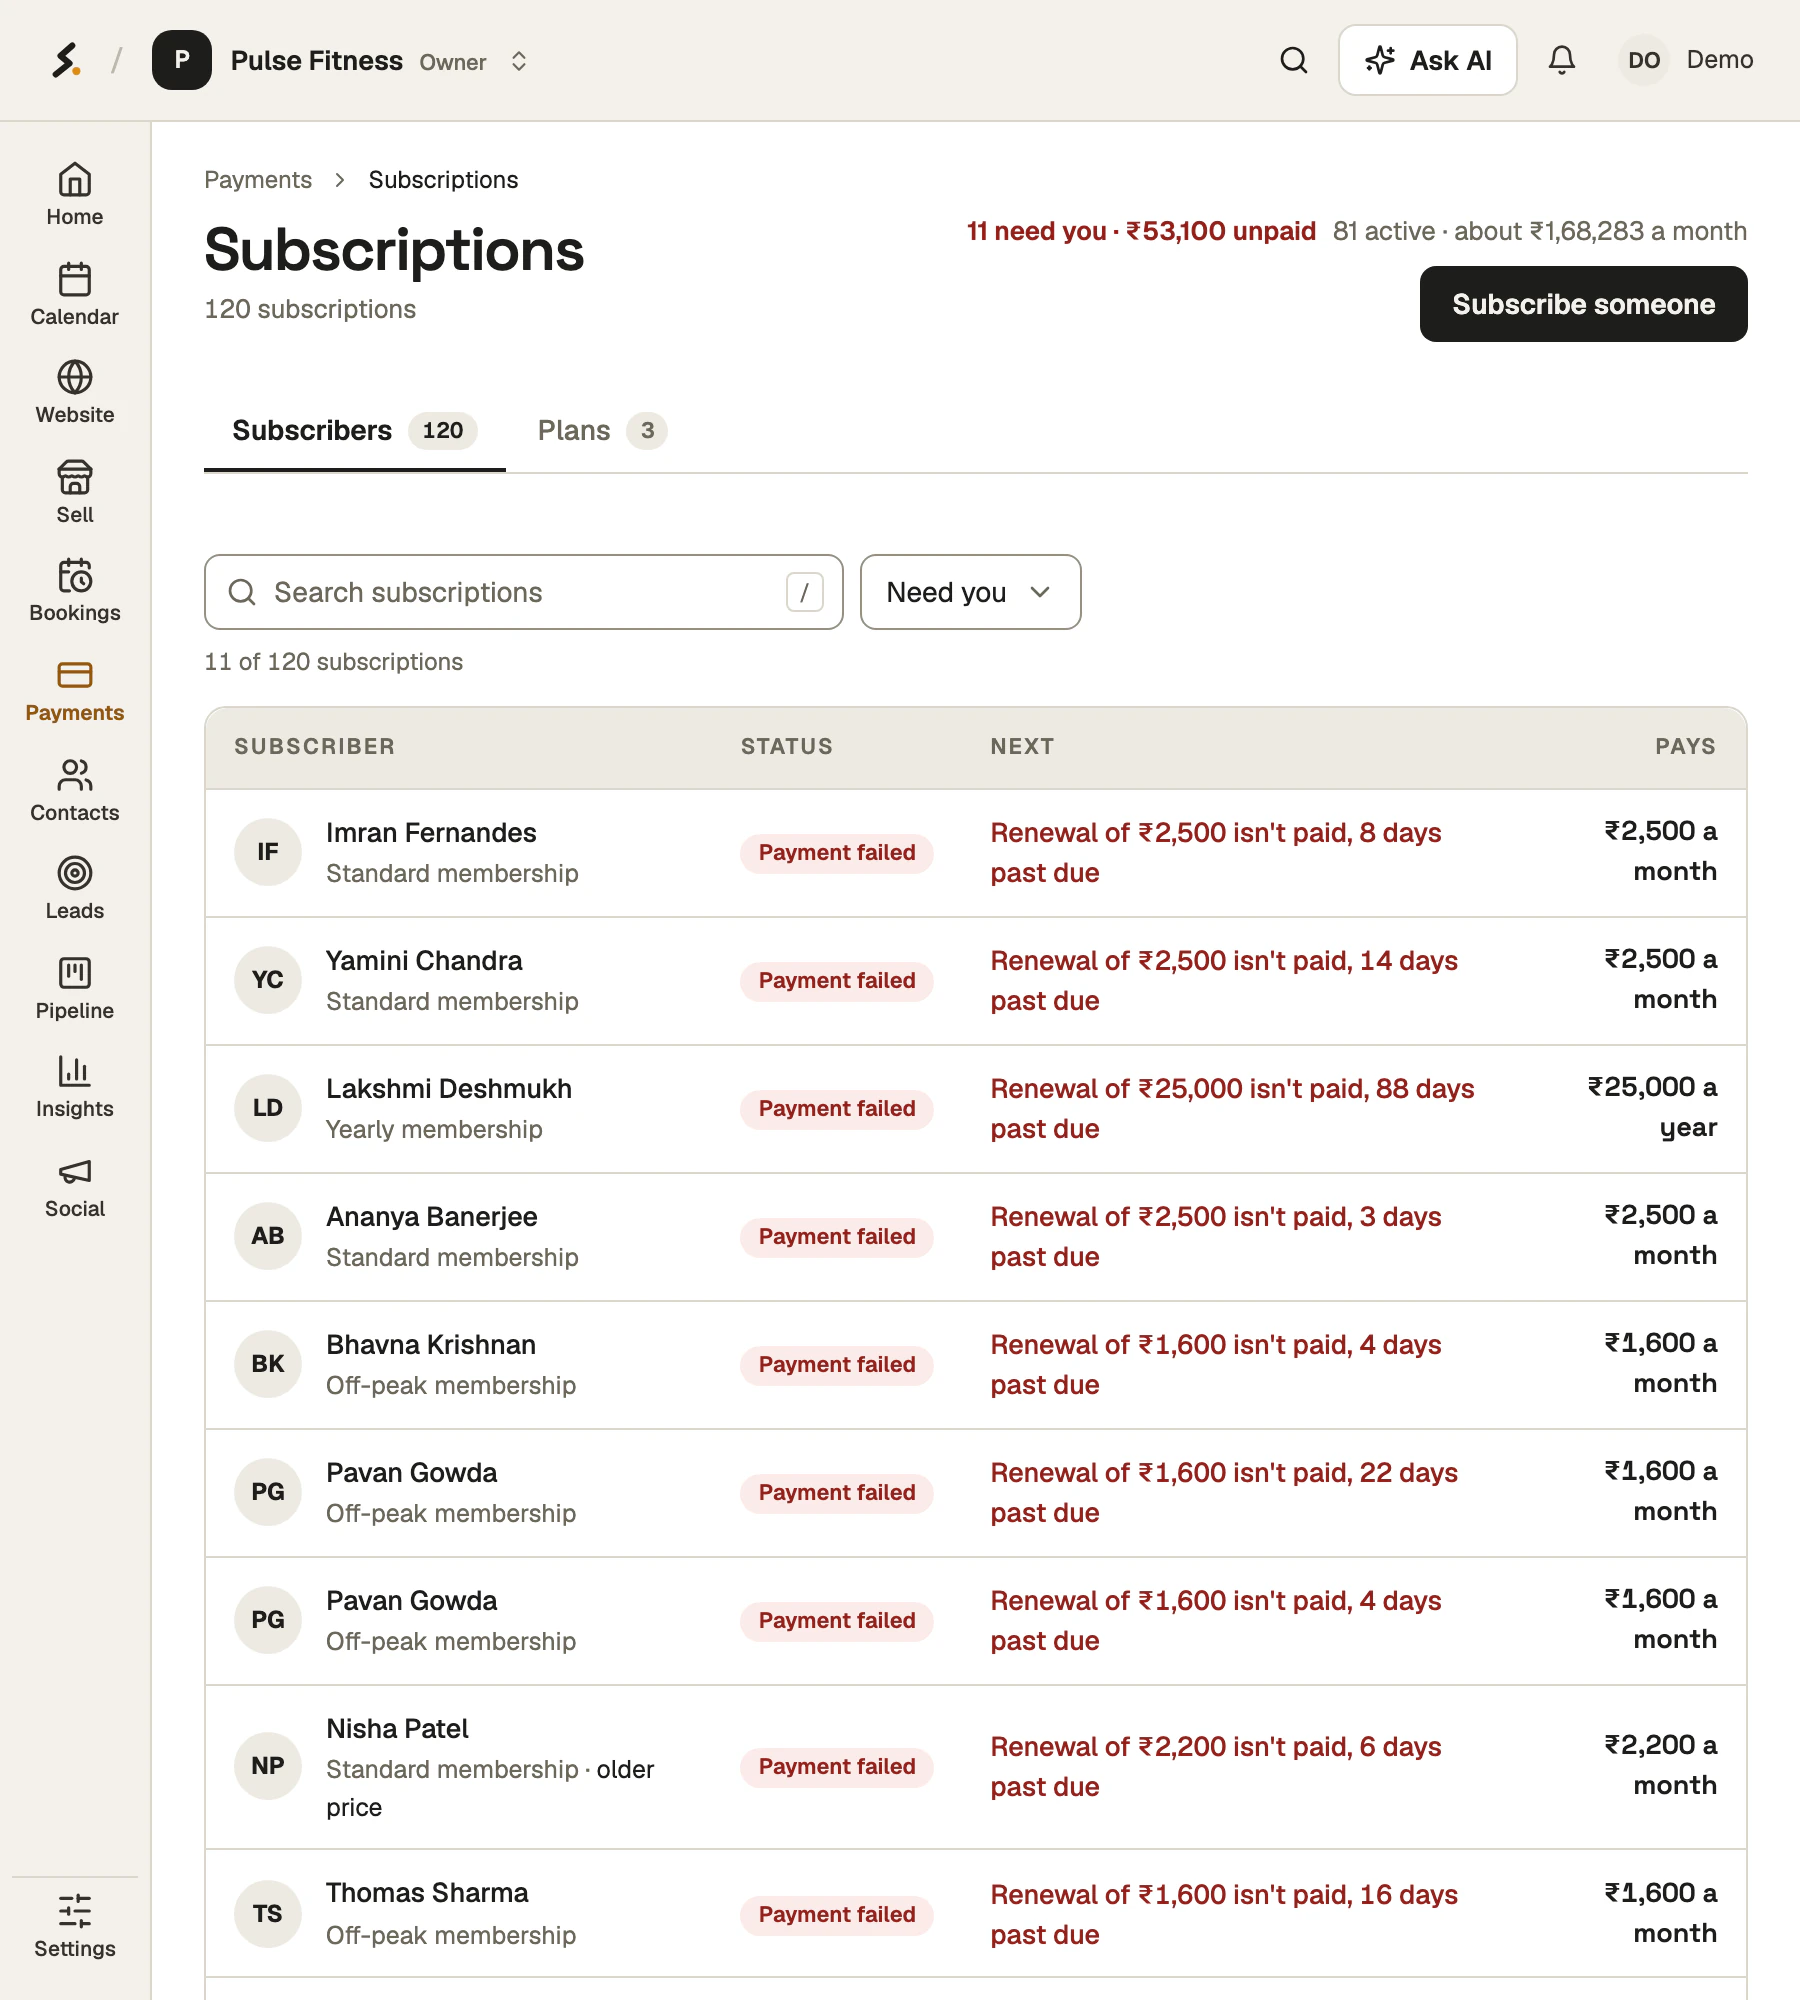 /
P
Pulse Fitness Owner
Ask AI
DO
Demo
Home
Calendar
Website
Sell
Bookings
Payments
Contacts
Leads
Pipeline
Insights
Social
Settings
Payments > Subscriptions
Subscriptions
120 subscriptions
11 need you · ₹53,100 unpaid 81 active · about ₹1,68,283 a month
Subscribe someone
Subscribers 120
Plans 3
Search subscriptions /
Need you
11 of 120 subscriptions
SUBSCRIBER STATUS NEXT PAYS
IF
Imran Fernandes
Standard membership
Payment failed
Renewal of ₹2,500 isn't paid, 8 days
past due
₹2,500 a
month
YC
Yamini Chandra
Standard membership
Payment failed
Renewal of ₹2,500 isn't paid, 14 days
past due
₹2,500 a
month
LD
Lakshmi Deshmukh
Yearly membership
Payment failed
Renewal of ₹25,000 isn't paid, 88 days
past due
₹25,000 a
year
AB
Ananya Banerjee
Standard membership
Payment failed
Renewal of ₹2,500 isn't paid, 3 days
past due
₹2,500 a
month
BK
Bhavna Krishnan
Off-peak membership
Payment failed
Renewal of ₹1,600 isn't paid, 4 days
past due
₹1,600 a
month
PG
Pavan Gowda
Off-peak membership
Payment failed
Renewal of ₹1,600 isn't paid, 22 days
past due
₹1,600 a
month
PG
Pavan Gowda
Off-peak membership
Payment failed
Renewal of ₹1,600 isn't paid, 4 days
past due
₹1,600 a
month
NP
Nisha Patel
Standard membership · older
price
Payment failed
Renewal of ₹2,200 isn't paid, 6 days
past due
₹2,200 a
month
TS
Thomas Sharma
Off-peak membership
Payment failed
Renewal of ₹1,600 isn't paid, 16 days
past due
₹1,600 a
month